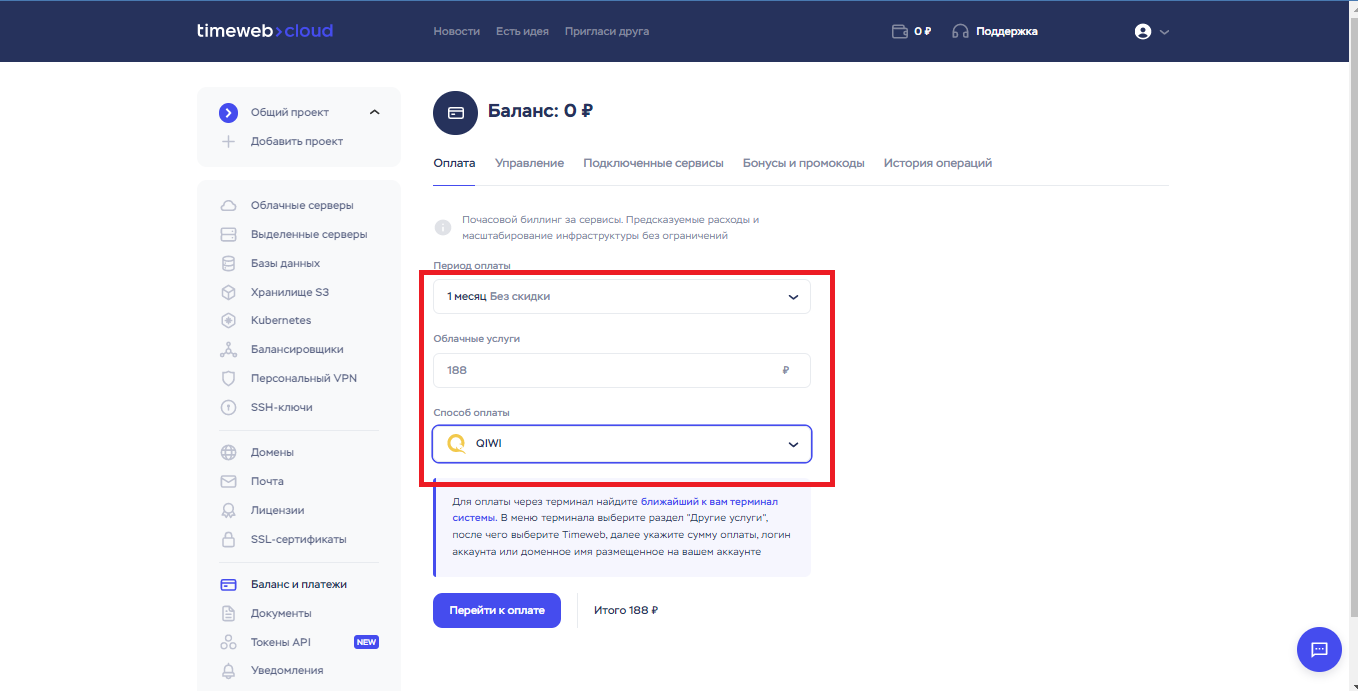 timeweb>cloud
Новости Есть идея Пригласи друга
0 ₽ Поддержка
Общий проект
Добавить проект
Облачные серверы
Выделенные серверы
Базы данных
Хранилище S3
Kubernetes
Балансировщики
Персональный VPN
SSH-ключи
Домены
Почта
Лицензии
SSL-сертификаты
Баланс и платежи
Документы
Токены API NEW
Уведомления
Баланс: 0 ₽
Оплата Управление Подключенные сервисы Бонусы и промокоды История операций
Почасовой биллинг за сервисы. Предсказуемые расходы и
масштабирование инфраструктуры без ограничений
Период оплаты
1 месяц Без скидки
Облачные услуги
188 ₽
Способ оплаты
QIWI
Для оплаты через терминал найдите ближайший к вам терминал
системы. В меню терминала выберите раздел "Другие услуги",
после чего выберите Timeweb, далее укажите сумму оплаты, логин
аккаунта или доменное имя размещенное на вашем аккаунте
Перейти к оплате Итого 188 ₽